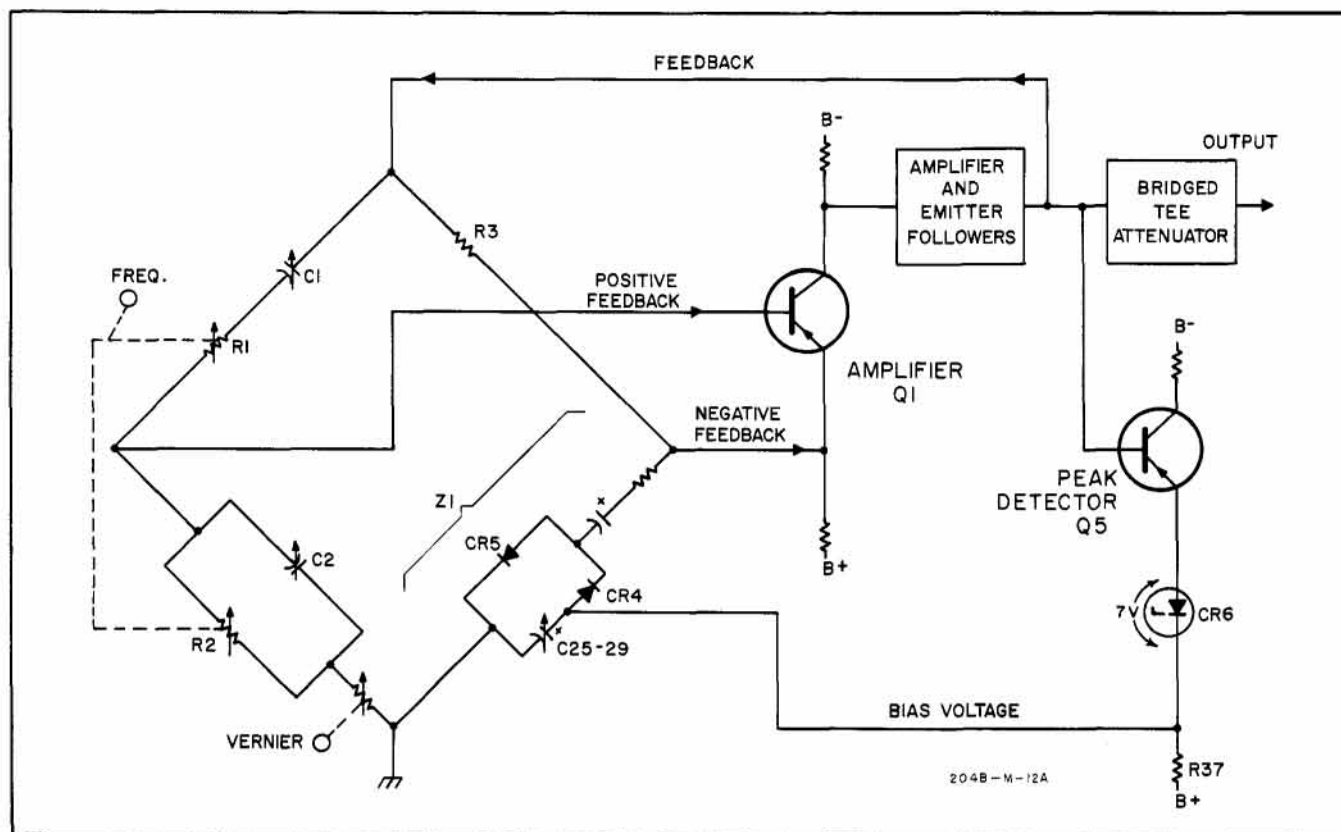 FEEDBACK
B-
OUTPUT
AMPLIFIER
AND
EMITTER
FOLLOWERS
BRIDGED
TEE
ATTENUATOR
R3
C1
FREQ.
R1
POSITIVE
FEEDBACK
AMPLIFIER
Q1
B-
NEGATIVE
FEEDBACK
PEAK
DETECTOR
Q5
Z1
x
B+
CR5
C2
CR4
7V
CR6
x
C25-29
R2
BIAS VOLTAGE
VERNIER
204B-M-12A
R37
B+